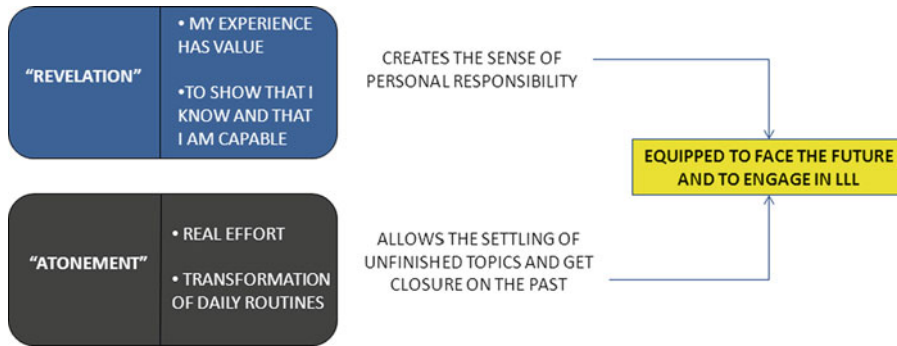 "REVELATION"
• MY EXPERIENCE
HAS VALUE
•TO SHOW THAT I
KNOW AND THAT
I AM CAPABLE
CREATES THE SENSE OF
PERSONAL RESPONSIBILITY
EQUIPPED TO FACE THE FUTURE
AND TO ENGAGE IN LLL
"ATONEMENT"
• REAL EFFORT
• TRANSFORMATION
OF DAILY ROUTINES
ALLOWS THE SETTLING OF
UNFINISHED TOPICS AND GET
CLOSURE ON THE PAST